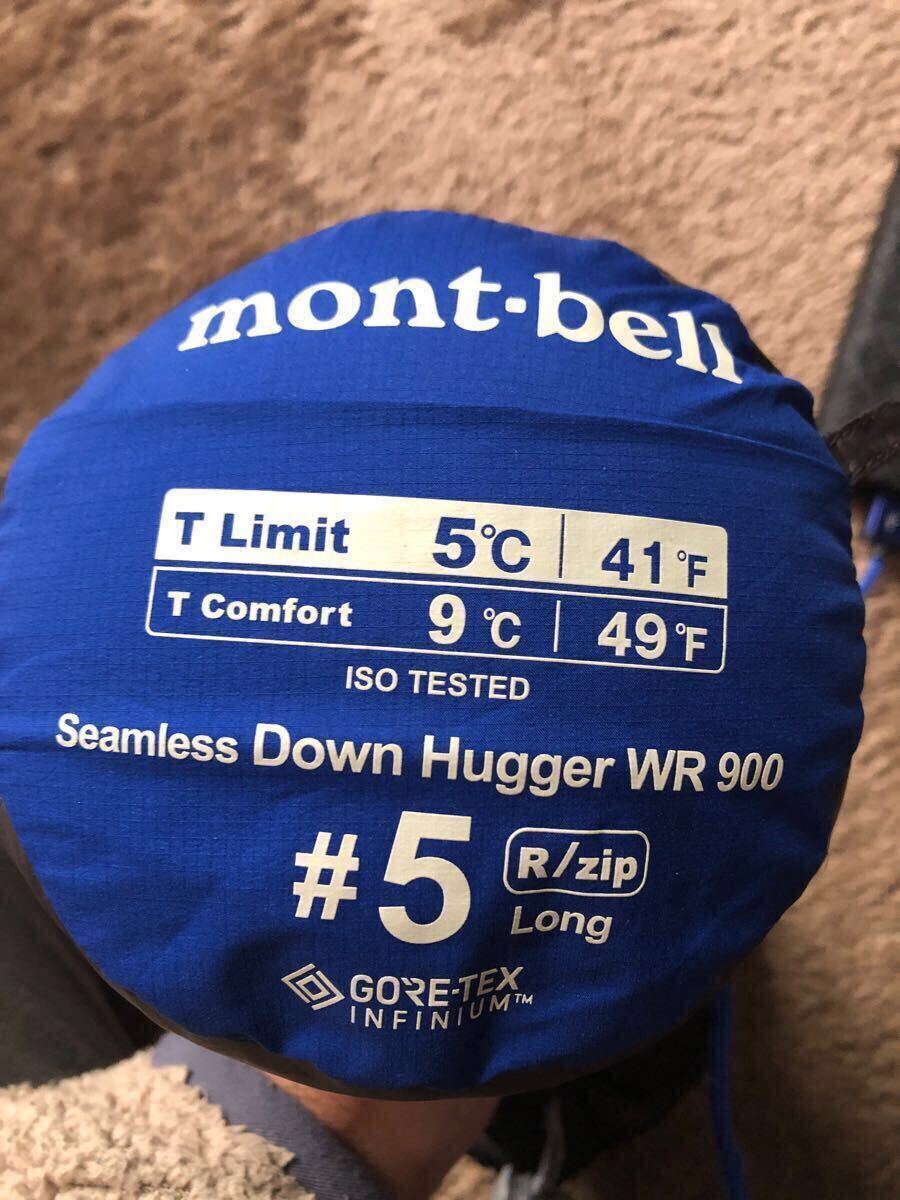 mont-bell
T Limit 5℃ 41°F
T Comfort 9℃ 49°F
ISO TESTED
Seamless Down Hugger WR 900
#5 R/zip
Long
GORE-TEX
INFINIUM™